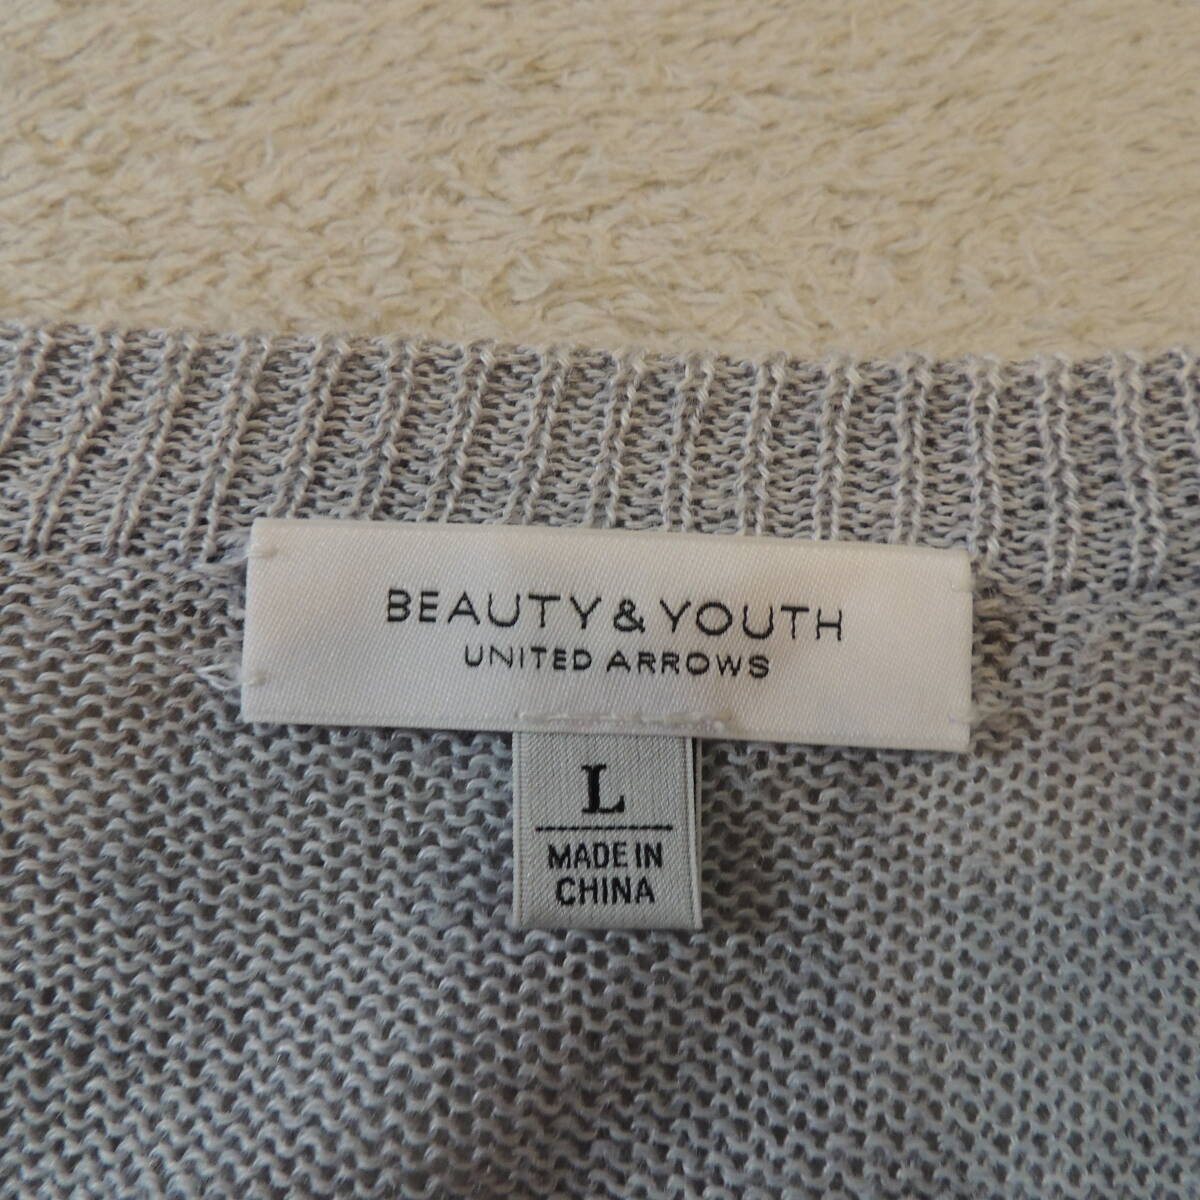 BEAUTY & YOUTH
UNITED ARROWS
L
MADE IN
CHINA